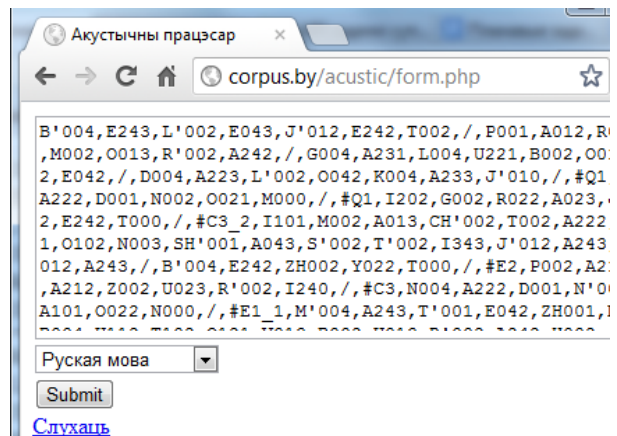 Акустычны працэсар
corpus.by/acustic/form.php
B'004,E243,L'002,E043,J'012,E242,T002,/,P001,A012,R0
,M002,O013,R'002,A242,/,G004,A231,L004,U221,B002,O0
2,E042,/,D004,A223,L'002,O042,K004,A233,J'010,/,#Q1
A222,D001,N002,O021,M000,/,#Q1,I202,G002,R022,A023,
2,E242,T000,/,#C3_2,I101,M002,A013,CH'002,T002,A222
1,O102,N003,SH'001,A043,S'002,T'002,I343,J'012,A243
012,A243,/,B'004,E242,ZH002,Y022,T000,/,#E2,P002,A2
,A212,Z002,U023,R'002,I240,/,#C3,N004,A222,D001,N'0
A101,O022,N000,/,#E1_1,M'004,A243,T'001,E042,ZH001,
Руская мова
Submit
Слухаць